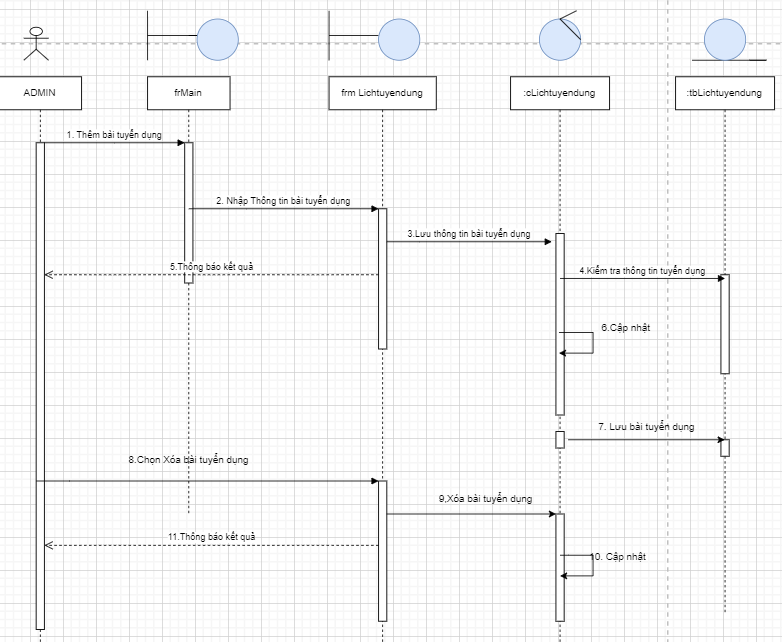 ADMIN
frMain
frm Lichtuyendung
:cLichtuyendung
:tbLichtuyendung
1. Thêm bài tuyển dụng
2. Nhập Thông tin bài tuyển dụng
3.Lưu thông tin bài tuyển dụng
5.Thông báo kết quả
4.Kiểm tra thông tin tuyển dụng
6.Cập nhật
7. Lưu bài tuyển dụng
8.Chọn Xóa bài tuyển dụng
9.Xóa bài tuyển dụng
11.Thông báo kết quả
10. Cập nhật